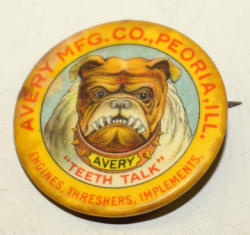 AVERY MFG. CO., PEORIA, ILL.
AVERY
"TEETH TALK"
ENGINES, THRESHERS, IMPLEMENTS.